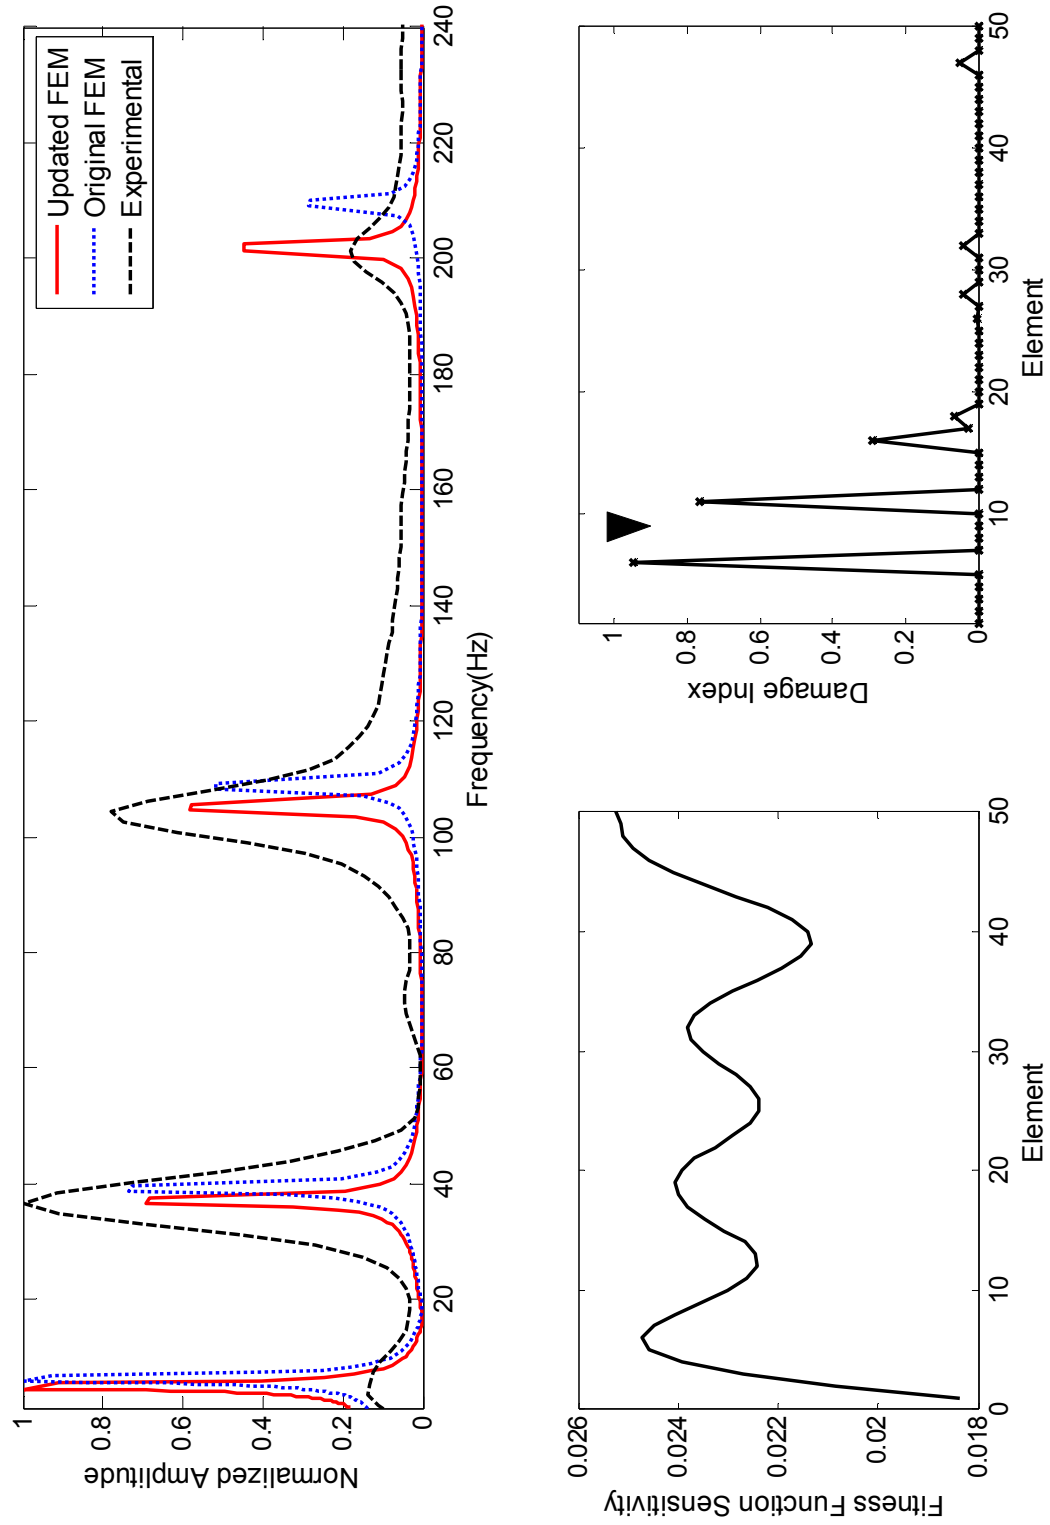 Updated FEM
Original FEM
Experimental
1
0.8
0.6
0.4
0.2
0
Normalized Amplitude
20 40 60 80 100 120 140 160 180 200 220 240
Frequency(Hz)
0.026
0.024
0.022
0.02
0.018
Fitness Function Sensitivity
0 10 20 30 40 50
Element
1
0.8
0.6
0.4
0.2
0
Damage Index
10 20 30 40 50
Element